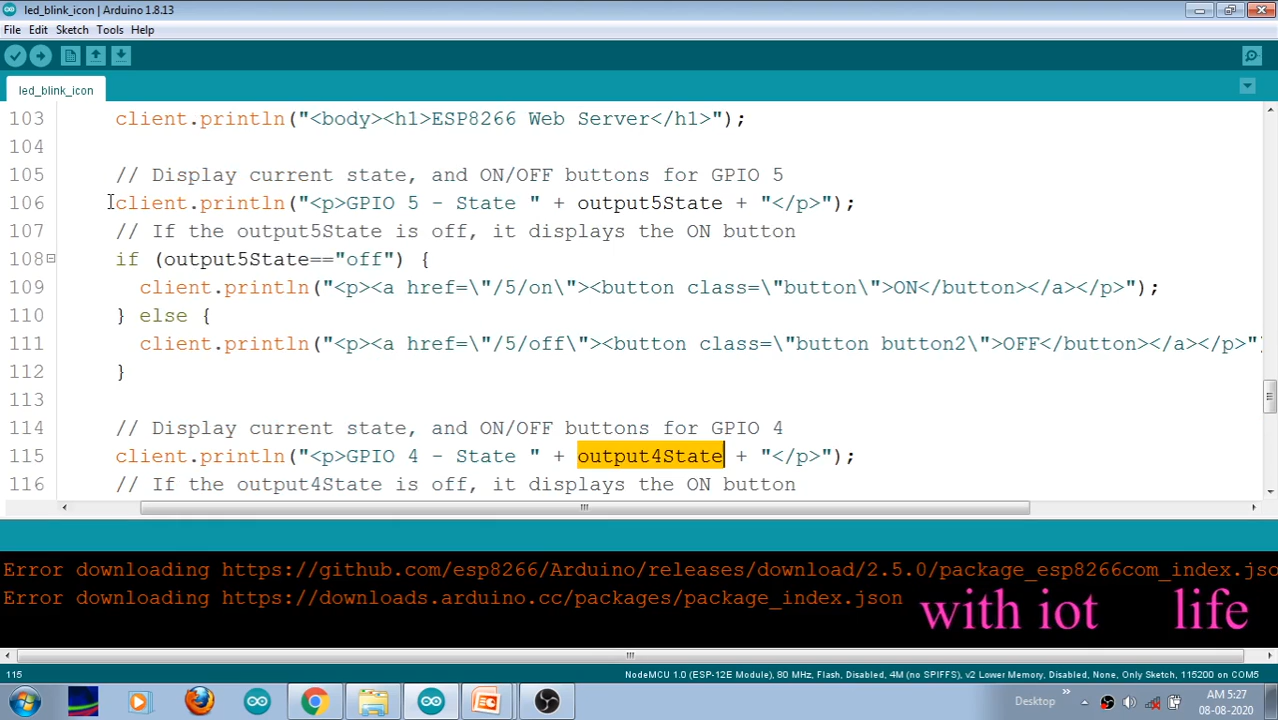 led_blink_icon | Arduino 1.8.13
File Edit Sketch Tools Help
led_blink_icon
103 client.println("<body><h1>ESP8266 Web Server</h1>");
104
105 // Display current state, and ON/OFF buttons for GPIO 5
106 client.println("<p>GPIO 5 - State " + output5State + "</p>");
107 // If the output5State is off, it displays the ON button
108 if (output5State=="off") {
109 client.println("<p><a href=\"/5/on\"><button class=\"button\">ON</button></a></p>");
110 } else {
111 client.println("<p><a href=\"/5/off\"><button class=\"button button2\">OFF</button></a></p>"
112 }
113
114 // Display current state, and ON/OFF buttons for GPIO 4
115 client.println("<p>GPIO 4 - State " + output4State + "</p>");
116 // If the output4State is off, it displays the ON button
Error downloading https://github.com/esp8266/Arduino/releases/download/2.5.0/package_esp8266com_index.jso
Error downloading https://downloads.arduino.cc/packages/package_index.json
with iot life
115 NodeMCU 1.0 (ESP-12E Module), 80 MHz, Flash, Disabled, 4M (no SPIFFS), v2 Lower Memory, Disabled, None, Only Sketch, 115200 on COM8
Desktop
AM 5:27
08-08-2020